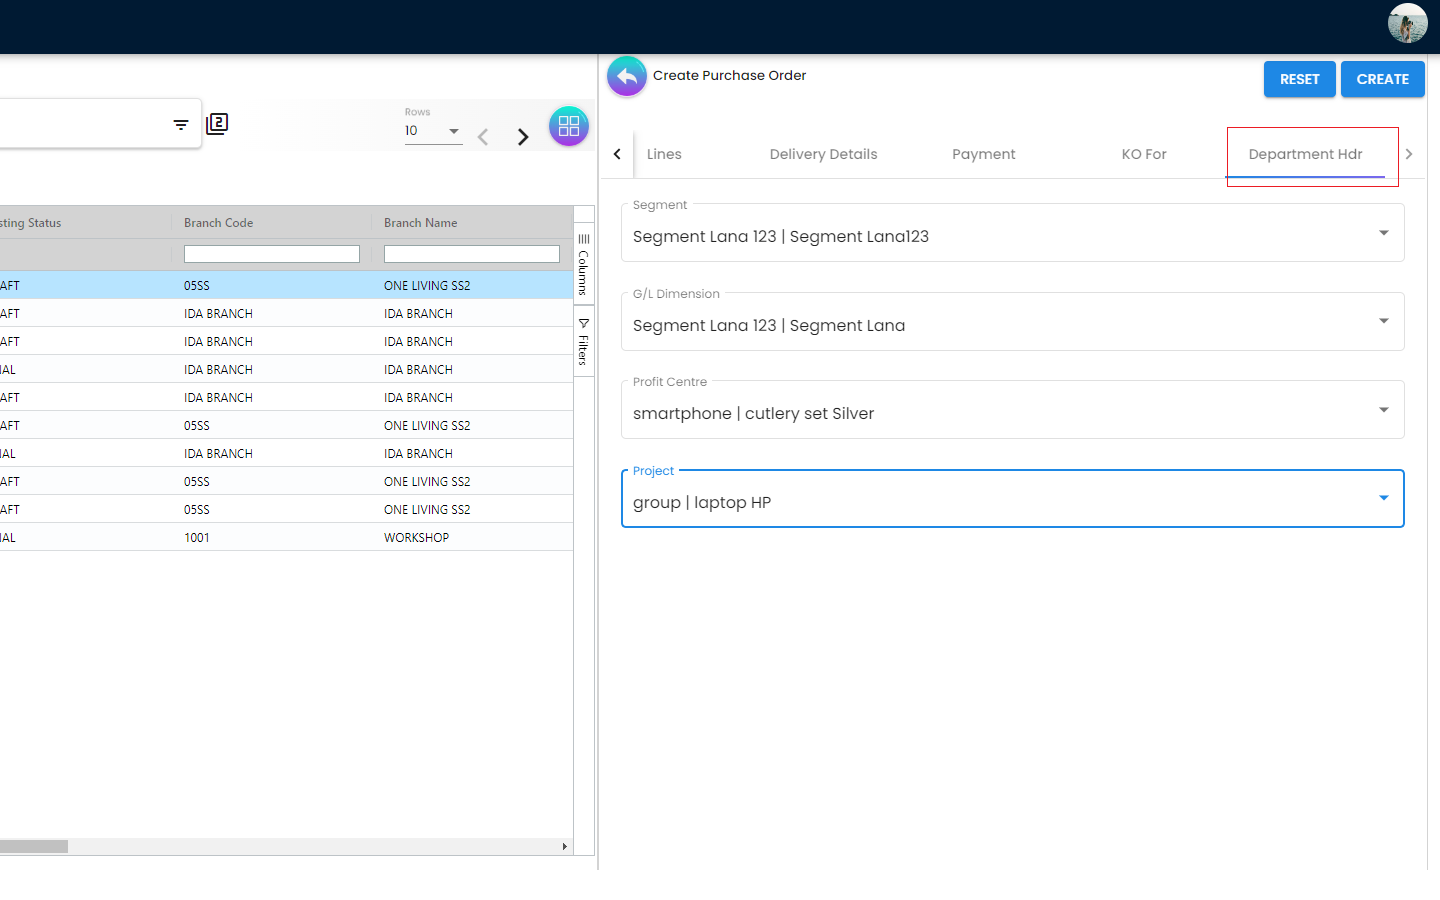 Create Purchase Order
RESET
CREATE
Rows
10
2
Lines
Delivery Details
Payment
KO For
Department Hdr
sting Status
Branch Code
Branch Name
AFT 05SS ONE LIVING SS2
AFT IDA BRANCH IDA BRANCH
AFT IDA BRANCH IDA BRANCH
IAL IDA BRANCH IDA BRANCH
AFT IDA BRANCH IDA BRANCH
AFT 05SS ONE LIVING SS2
IAL IDA BRANCH IDA BRANCH
AFT 05SS ONE LIVING SS2
AFT 05SS ONE LIVING SS2
IAL 1001 WORKSHOP
Columns
Filters
Segment
Segment Lana 123 | Segment Lana123
G/L Dimension
Segment Lana 123 | Segment Lana
Profit Centre
smartphone | cutlery set Silver
Project
group | laptop HP